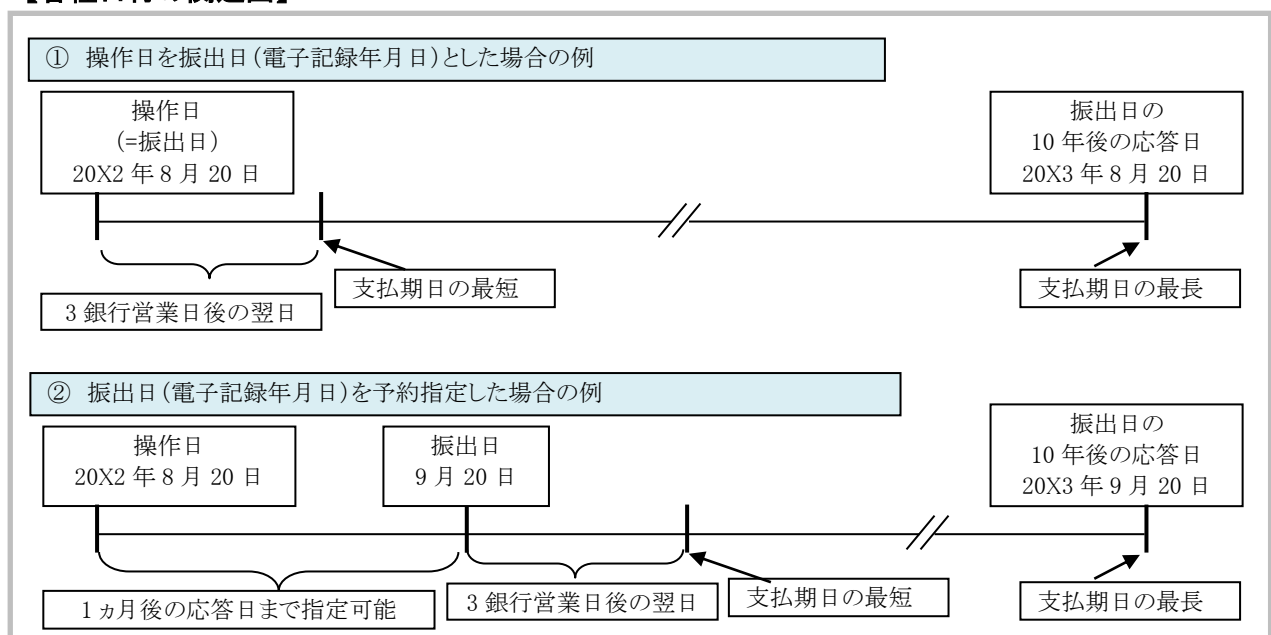 ① 操作日を振出日(電子記録年月日)とした場合の例
操作日
(=振出日)
20X2 年 8 月 20 日
振出日の
10 年後の応答日
20X3 年 8 月 20 日
支払期日の最短
支払期日の最長
3 銀行営業日後の翌日
② 振出日(電子記録年月日)を予約指定した場合の例
操作日
20X2 年 8 月 20 日
振出日
9 月 20 日
振出日の
10 年後の応答日
20X3 年 9 月 20 日
1 ヵ月後の応答日まで指定可能
3 銀行営業日後の翌日
支払期日の最短
支払期日の最長